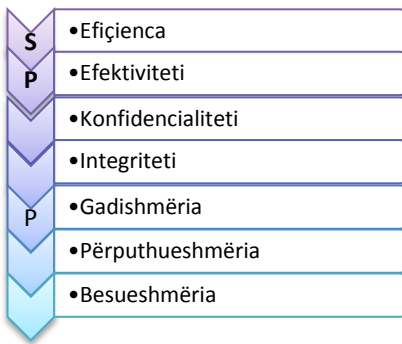 S •Efiçienca
P •Efektiviteti
•Konfidencialiteti
•Integriteti
P •Gadishmëria
•Përputhueshmëria
•Besueshmëria